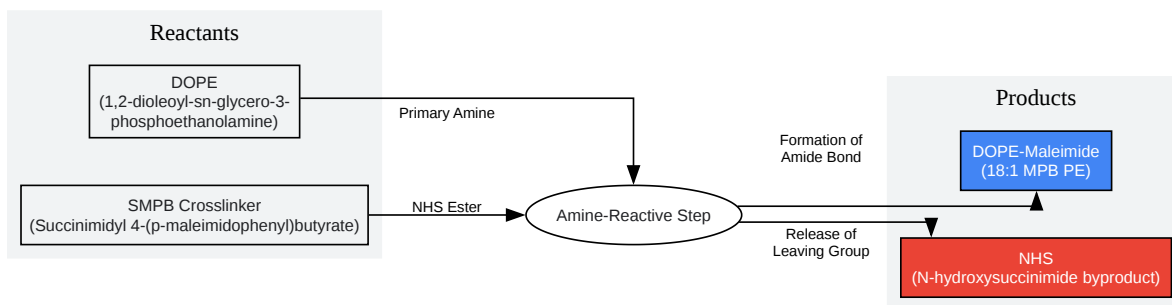 Reactants
DOPE
(1,2-dioleoyl-sn-glycero-3-
phosphoethanolamine)
Primary Amine
SMPB Crosslinker
(Succinimidyl 4-(p-maleimidophenyl)butyrate)
NHS Ester
Amine-Reactive Step
Formation of
Amide Bond
Release of
Leaving Group
Products
DOPE-Maleimide
(18:1 MPB PE)
NHS
(N-hydroxysuccinimide byproduct)